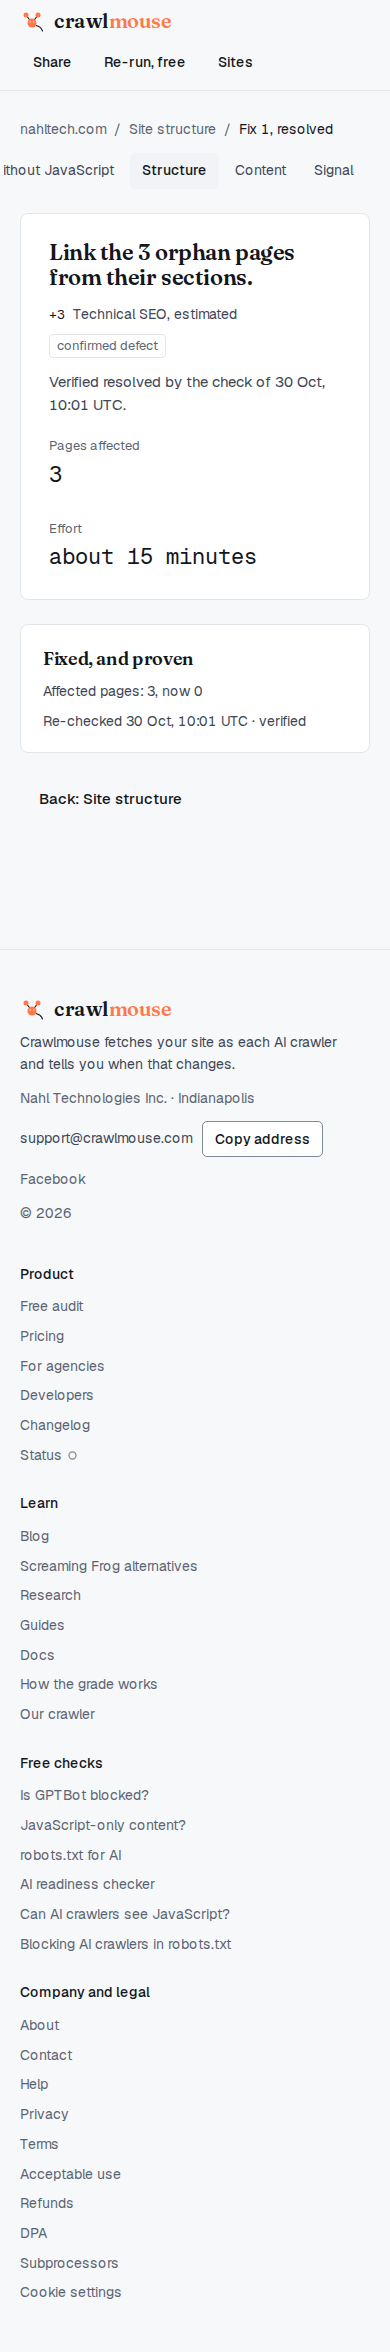 crawlmouse
Share Re-run, free Sites
nahltech.com / Site structure / Fix 1, resolved
ithout JavaScript Structure Content Signal
Link the 3 orphan pages
from their sections.
+3 Technical SEO, estimated
confirmed defect
Verified resolved by the check of 30 Oct,
10:01 UTC.
Pages affected
3
Effort
about 15 minutes
Fixed, and proven
Affected pages: 3, now 0
Re-checked 30 Oct, 10:01 UTC · verified
Back: Site structure
crawlmouse
Crawlmouse fetches your site as each AI crawler
and tells you when that changes.
Nahl Technologies Inc. · Indianapolis
support@crawlmouse.com Copy address
Facebook
© 2026
Product
Free audit
Pricing
For agencies
Developers
Changelog
Status
Learn
Blog
Screaming Frog alternatives
Research
Guides
Docs
How the grade works
Our crawler
Free checks
Is GPTBot blocked?
JavaScript-only content?
robots.txt for AI
AI readiness checker
Can AI crawlers see JavaScript?
Blocking AI crawlers in robots.txt
Company and legal
About
Contact
Help
Privacy
Terms
Acceptable use
Refunds
DPA
Subprocessors
Cookie settings